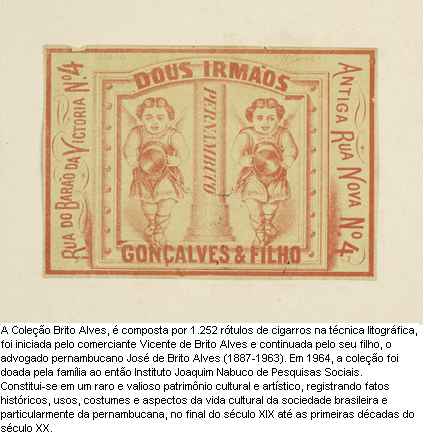 DOUS IRMÃOS
RUA DO BARÃO DA VICTORIA Nº 4
PERNAMBUCO
ANTIGA RUA NOVA Nº 4
GONÇALVES & FILHO
A Coleção Brito Alves, é composta por 1.252 rótulos de cigarros na técnica litográfica,
foi iniciada pelo comerciante Vicente de Brito Alves e continuada pelo seu filho, o
advogado pernambucano José de Brito Alves (1887-1963). Em 1964, a coleção foi
doada pela família ao então Instituto Joaquim Nabuco de Pesquisas Sociais.
Constitui-se em um raro e valioso patrimônio cultural e artístico, registrando fatos
históricos, usos, costumes e aspectos da vida cultural da sociedade brasileira e
particularmente da pernambucana, no final do século XIX até as primeiras décadas do
século XX.